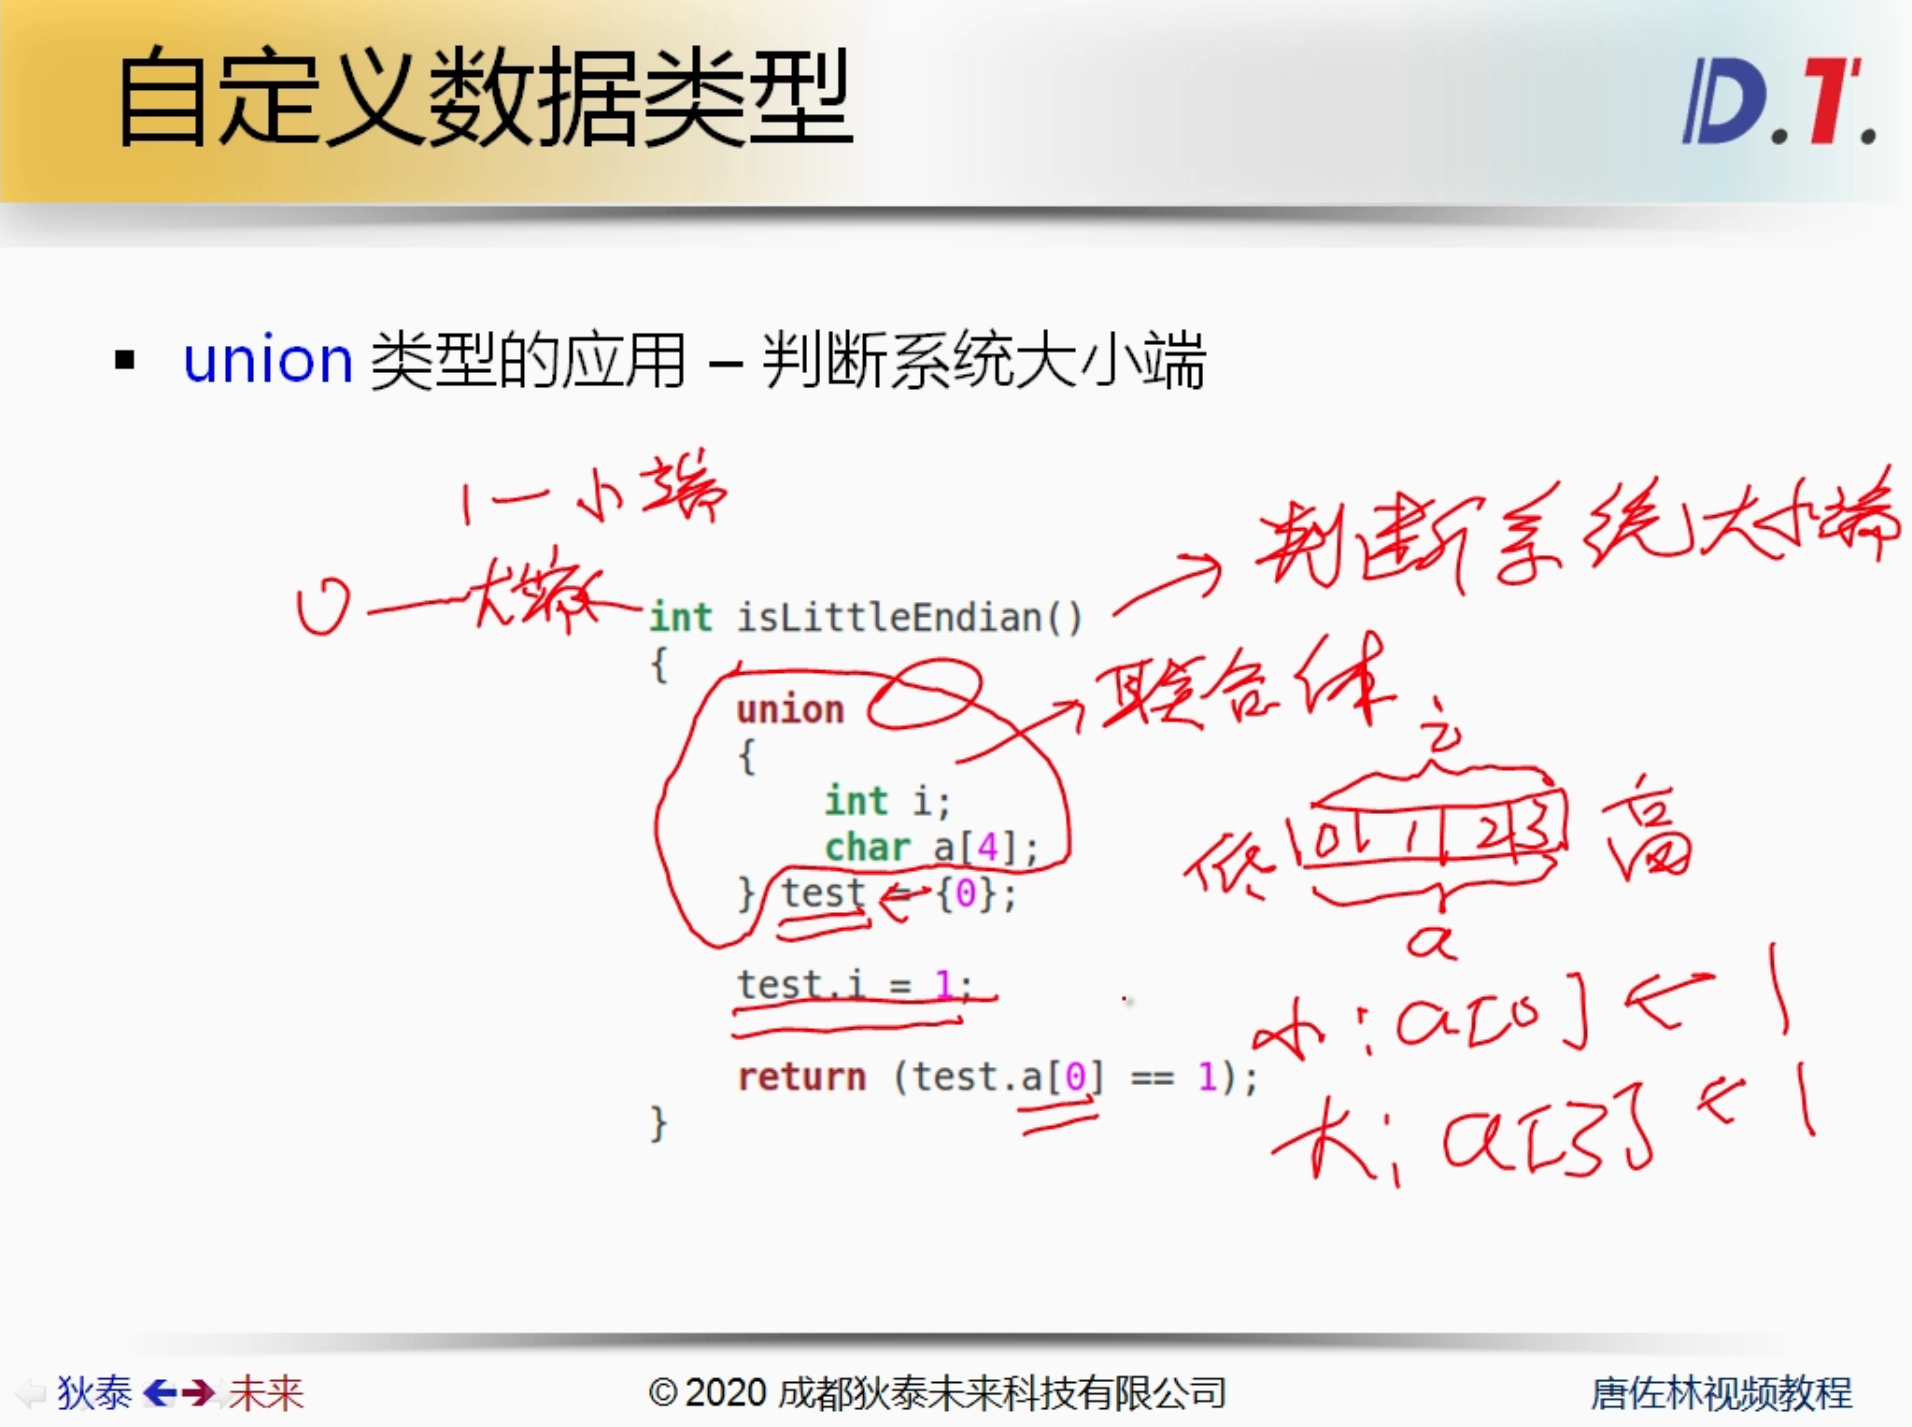 自定义数据类型
D.T.
▪ union 类型的应用 – 判断系统大小端
1 — 小端
0 — 大端
判断系统大小端
int isLittleEndian()
{
union
联合体
{
i
int i;
char a[4];
低 0 1 2 3 高
} test = {0};
a
test.i = 1;
小: a[0] ← 1
return (test.a[0] == 1);
大: a[3] ← 1
}
狄泰 未来
© 2020 成都狄泰未来科技有限公司
唐佐林视频教程